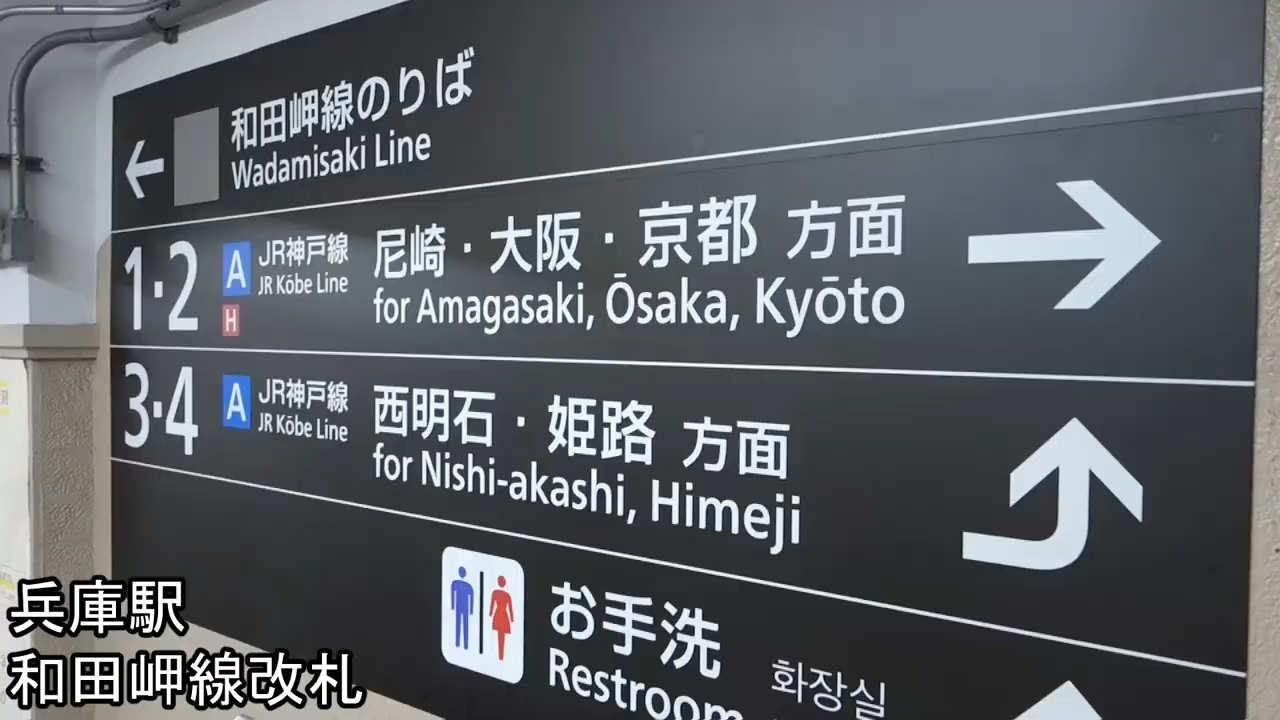 和田岬線のりば
Wadamisaki Line
1・2 A JR神戸線 尼崎・大阪・京都 方面
H JR Kōbe Line for Amagasaki, Ōsaka, Kyōto
3・4 A JR神戸線 西明石・姫路 方面
JR Kōbe Line for Nishi-akashi, Himeji
お手洗 화장실
Restroom
兵庫駅
和田岬線改札